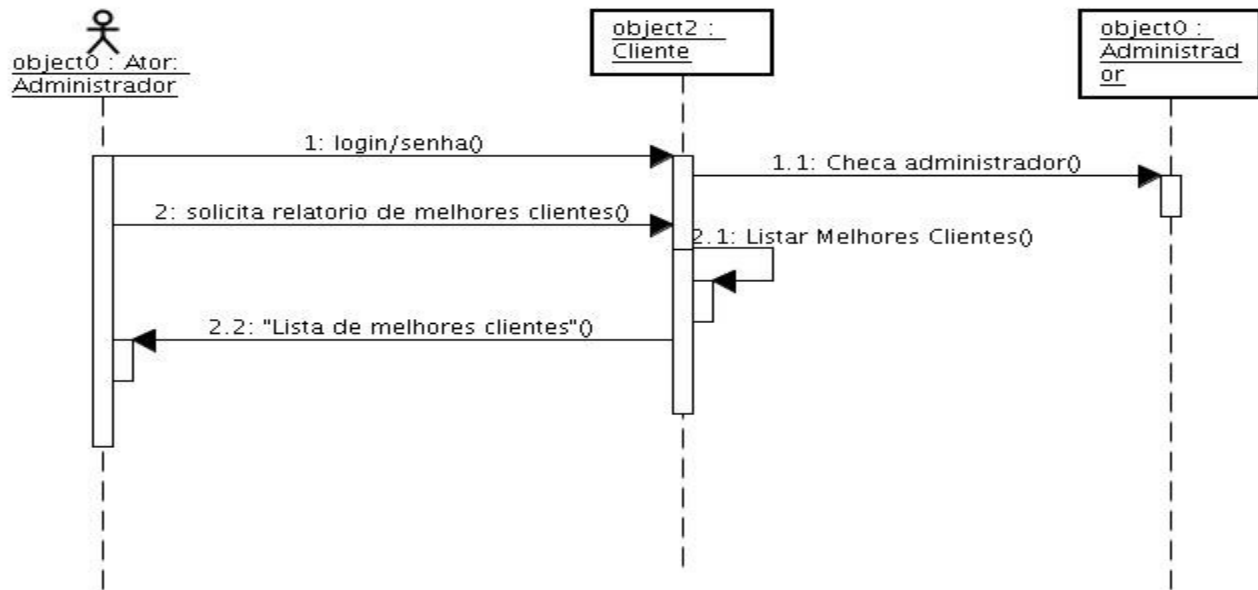 object0 : Ator:
Administrador
object2 :
Cliente
object0 :
Administrad
or
1: login/senha()
1.1: Checa administrador()
2: solicita relatorio de melhores clientes()
2.1: Listar Melhores Clientes()
2.2: "Lista de melhores clientes"()